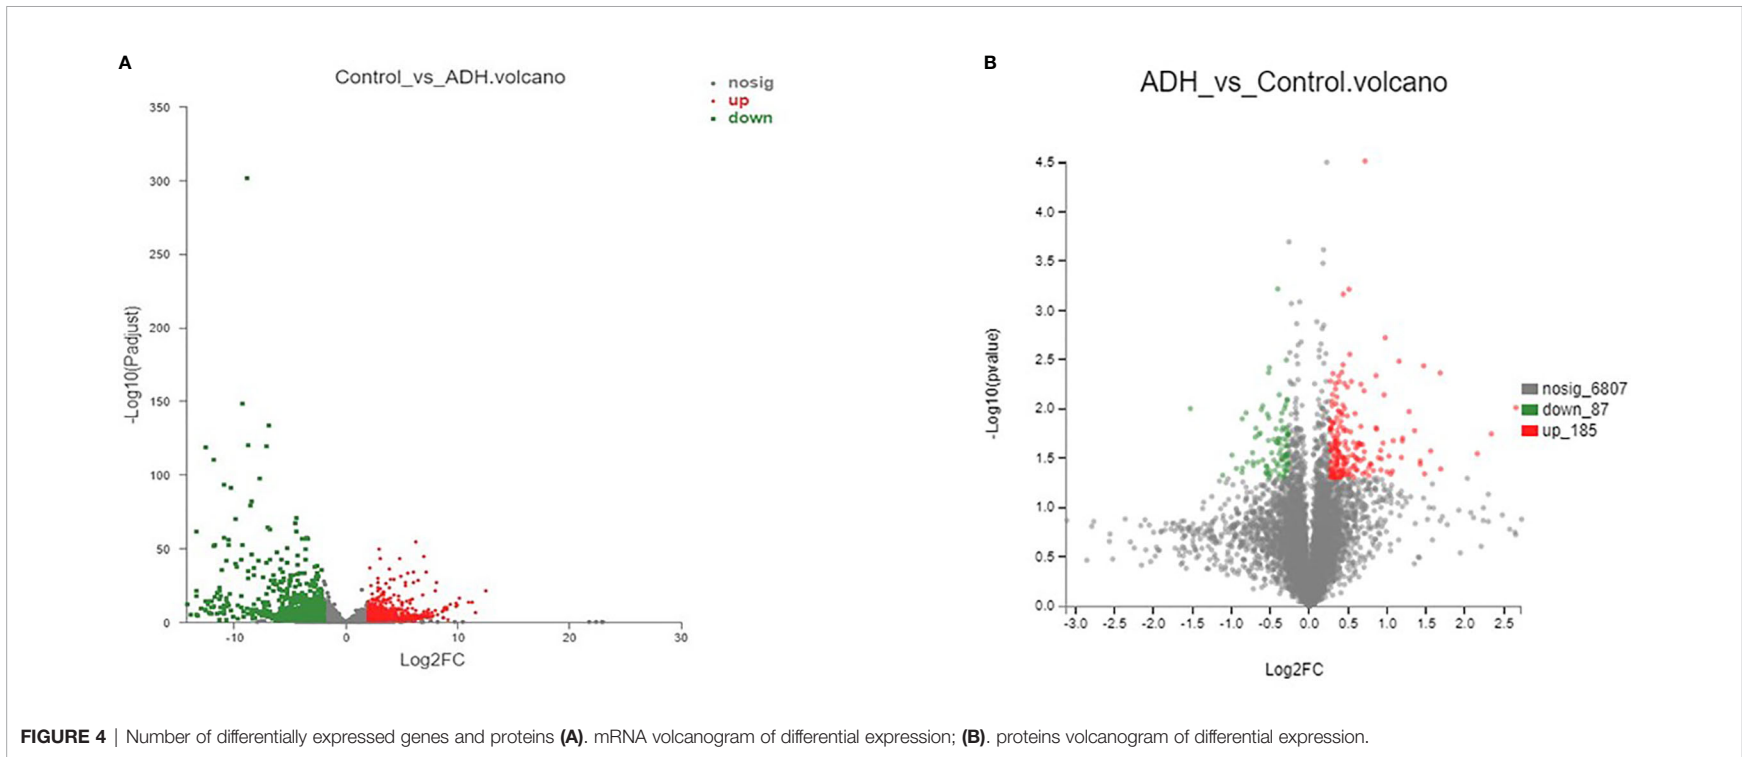 A
Control_vs_ADH.volcano
nosig
up
down
350
300
250
200
150
100
50
0
-Log10(Padjust)
-10
0
10
20
30
Log2FC
B
ADH_vs_Control.volcano
4.5
4.0
3.5
3.0
2.5
2.0
1.5
1.0
0.5
0.0
-Log10(pvalue)
-3.0
-2.5
-2.0
-1.5
-1.0
-0.5
0.0
0.5
1.0
1.5
2.0
2.5
Log2FC
nosig_6807
down_87
up_185
FIGURE 4 | Number of differentially expressed genes and proteins (A). mRNA volcanogram of differential expression; (B). proteins volcanogram of differential expression.